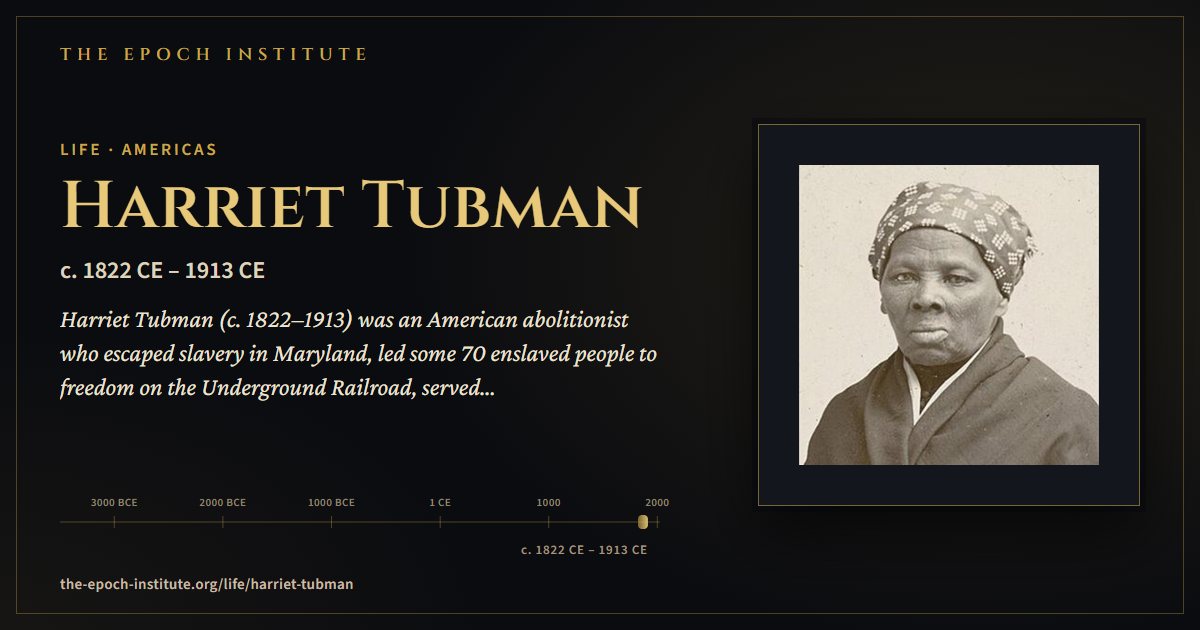 THE EPOCH INSTITUTE
LIFE · AMERICAS
HARRIET TUBMAN
c. 1822 CE – 1913 CE
Harriet Tubman (c. 1822–1913) was an American abolitionist
who escaped slavery in Maryland, led some 70 enslaved people to
freedom on the Underground Railroad, served...
3000 BCE 2000 BCE 1000 BCE 1 CE 1000 2000
c. 1822 CE – 1913 CE
the-epoch-institute.org/life/harriet-tubman